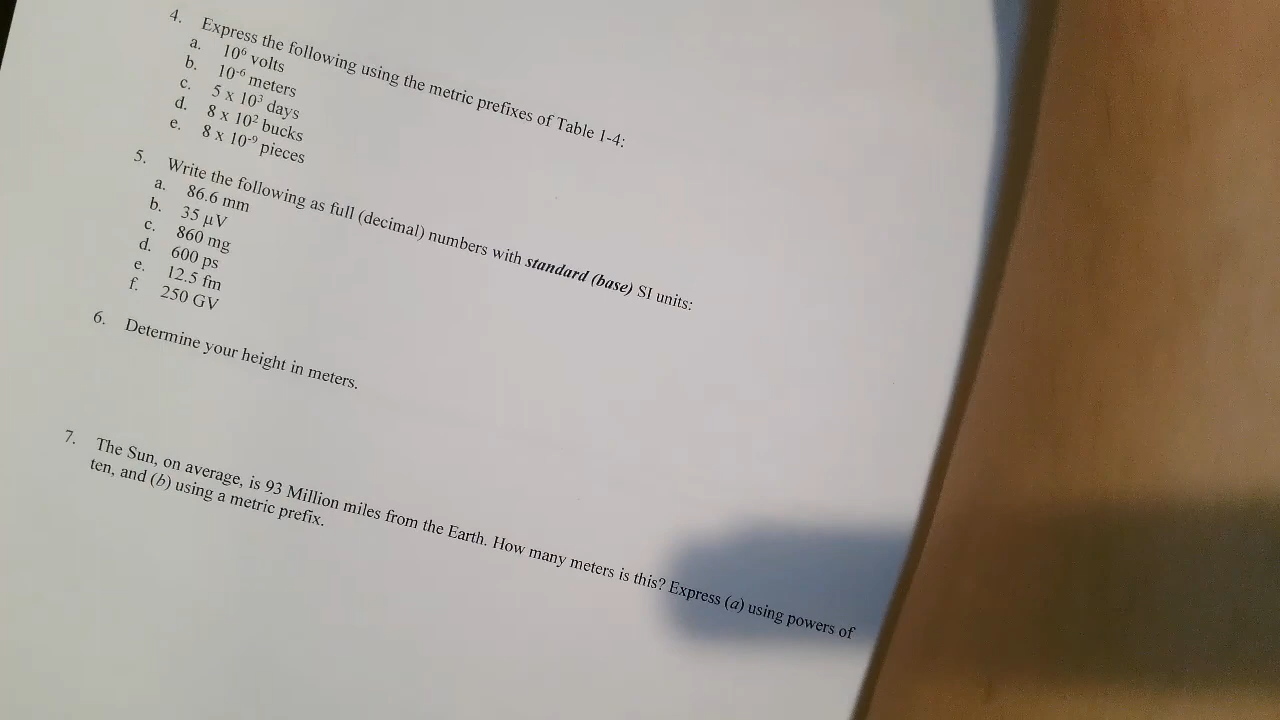 4. Express the following using the metric prefixes of Table 1-4:
a. 10⁶ volts
b. 10⁻⁶ meters
c. 5 x 10³ days
d. 8 x 10² bucks
e. 8 x 10⁻⁹ pieces
5. Write the following as full (decimal) numbers with standard (base) SI units:
a. 86.6 mm
b. 35 μV
c. 860 mg
d. 600 ps
e. 12.5 fm
f. 250 GV
6. Determine your height in meters.
7. The Sun, on average, is 93 Million miles from the Earth. How many meters is this? Express (a) using powers of
ten, and (b) using a metric prefix.